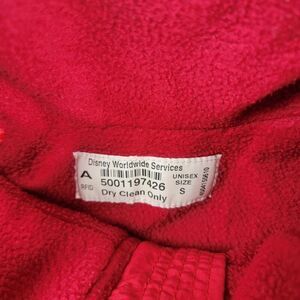 Disney Worldwide Services
A
RFID
5001197426
UNISEX
SIZE
S
Dry Clean Only